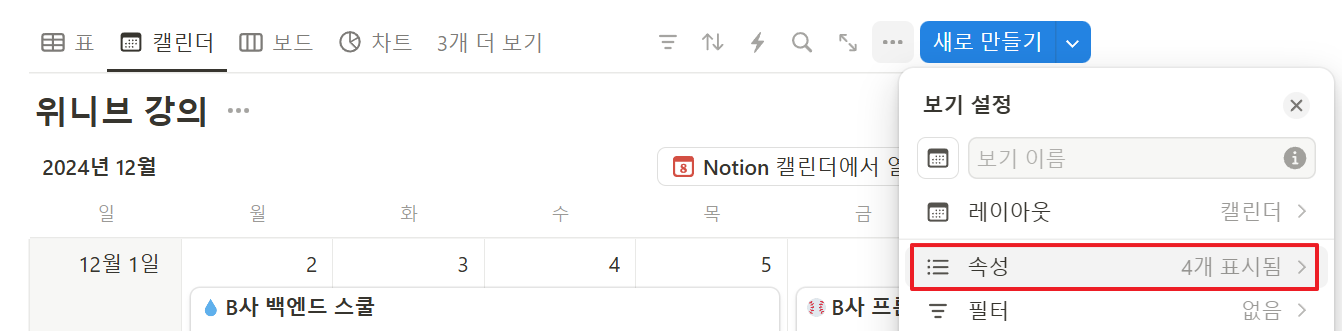 표 캘린더 보드 차트 3개 더 보기 새로 만들기
위니브 강의
2024년 12월
Notion 캘린더에서
일 월 화 수 목 금
12월 1일 2 3 4 5
B사 백엔드 스쿨 B사
보기 설정
보기 이름
레이아웃 캘린더
속성 4개 표시됨
필터 없음